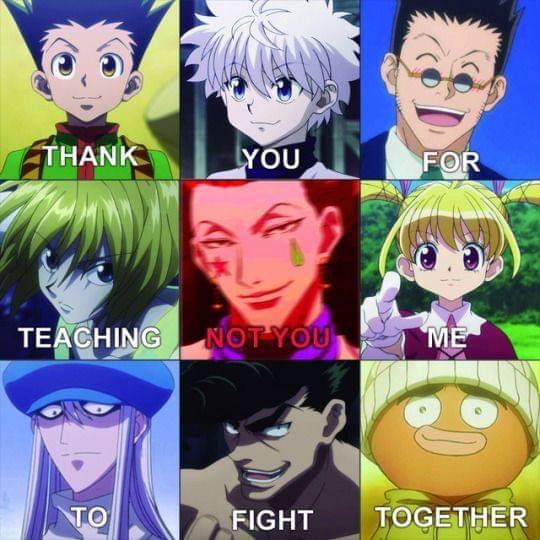 THANK
YOU
FOR
TEACHING
NOT YOU
ME
TO
FIGHT
TOGETHER